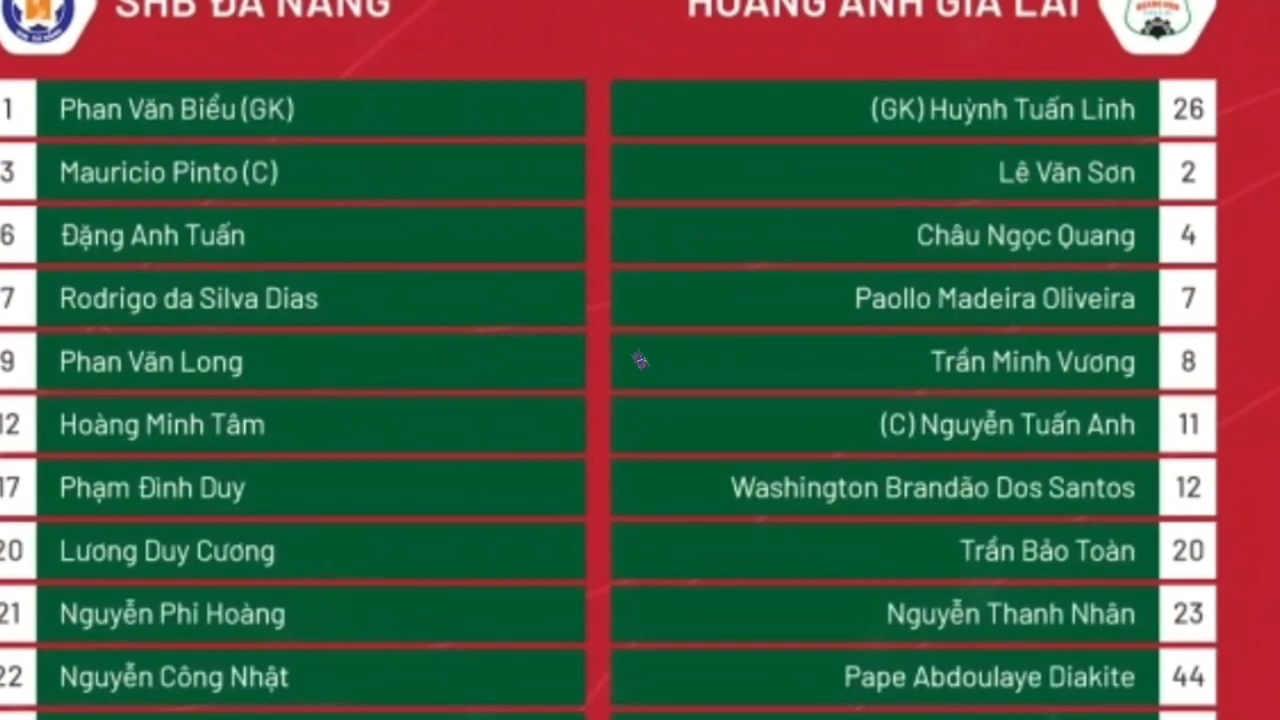 SHB ĐÀ NẴNG
HOÀNG ANH GIA LAI
1 Phan Văn Biểu (GK)
(GK) Huỳnh Tuấn Linh 26
3 Mauricio Pinto (C)
Lê Văn Sơn 2
6 Đặng Anh Tuấn
Châu Ngọc Quang 4
7 Rodrigo da Silva Dias
Paollo Madeira Oliveira 7
9 Phan Văn Long
Trần Minh Vương 8
12 Hoàng Minh Tâm
(C) Nguyễn Tuấn Anh 11
17 Phạm Đình Duy
Washington Brandão Dos Santos 12
20 Lương Duy Cương
Trần Bảo Toàn 20
21 Nguyễn Phi Hoàng
Nguyễn Thanh Nhân 23
22 Nguyễn Công Nhật
Pape Abdoulaye Diakite 44